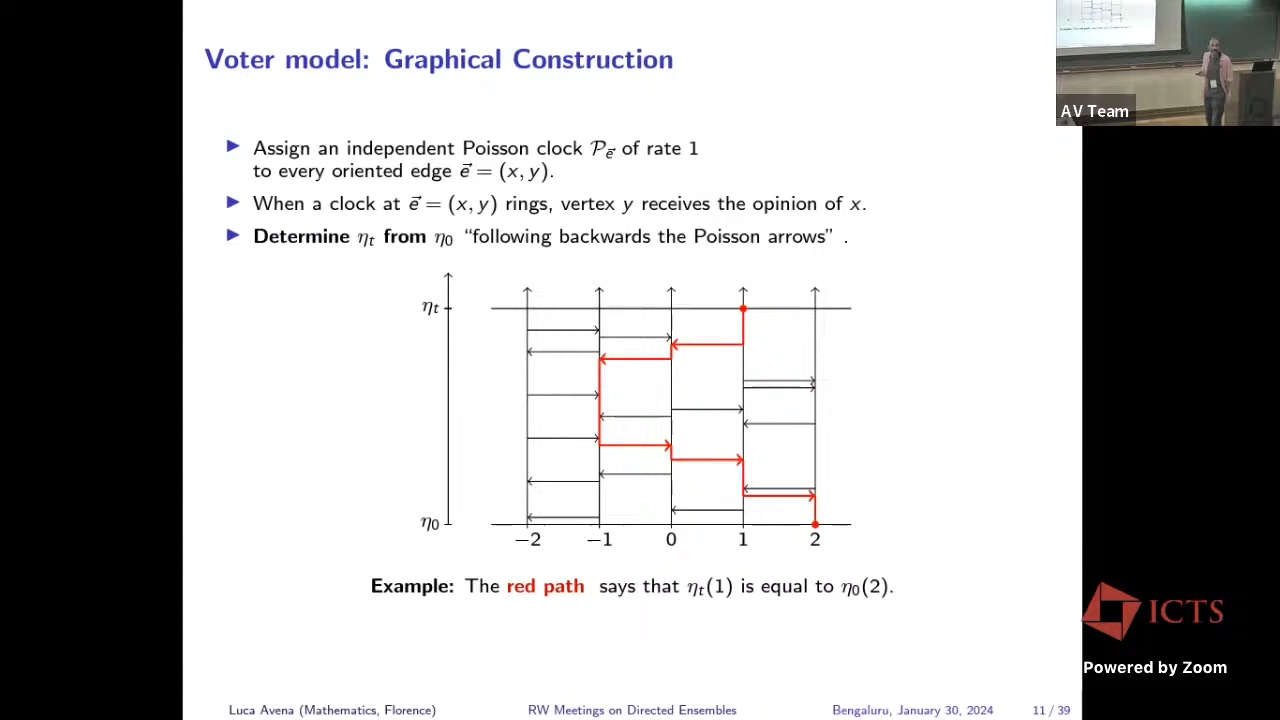 Voter model: Graphical Construction
AV Team
▶ Assign an independent Poisson clock 𝒫_e⃗ of rate 1
to every oriented edge e⃗ = (x, y).
▶ When a clock at e⃗ = (x, y) rings, vertex y receives the opinion of x.
▶ Determine η_t from η_0 “following backwards the Poisson arrows” .
η_t
η_0
−2 −1 0 1 2
Example: The red path says that η_t(1) is equal to η_0(2).
ICTS
Powered by Zoom
Luca Avena (Mathematics, Florence) RW Meetings on Directed Ensembles Bengaluru, January 30, 2024 11 / 39